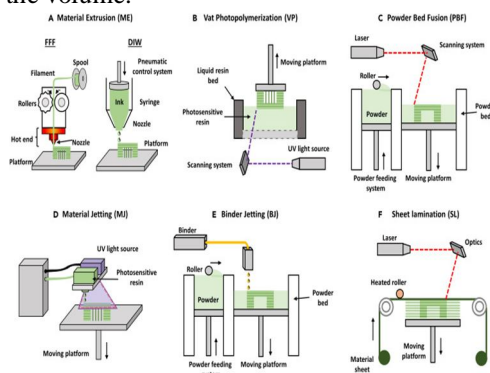 the volume.
A Material Extrusion (ME)
FFF
DIW
Filament
Spool
Rollers
Hot end
Nozzle
Platform
Pneumatic
control system
Ink
Syringe
Nozzle
Platform
B Vat Photopolymerization (VP)
Moving platform
Liquid resin
bed
Photosensitive
resin
UV light source
Scanning system
C Powder Bed Fusion (PBF)
Laser
Scanning system
Roller
Powder
Powd
bed
Powder feeding
system
Moving platform
D Material Jetting (MJ)
UV light source
Photosensitive
resin
Moving platform
E Binder Jetting (BJ)
Binder
Roller
Powder
Powder
bed
Powder feeding
Moving platform
F Sheet lamination (SL)
Laser
Optics
Heated roller
Material
sheet
Moving
platform